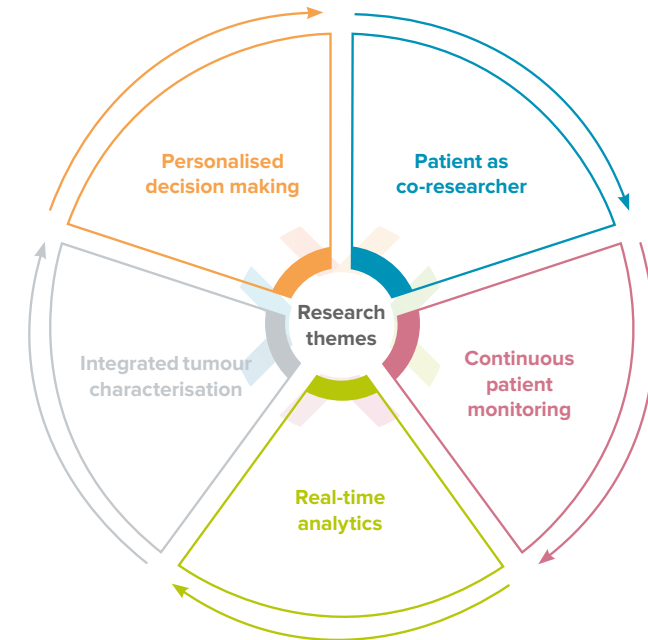 Personalised
decision making
Patient as
co-researcher
Research
themes
Integrated tumour
characterisation
Continuous
patient
monitoring
Real-time
analytics